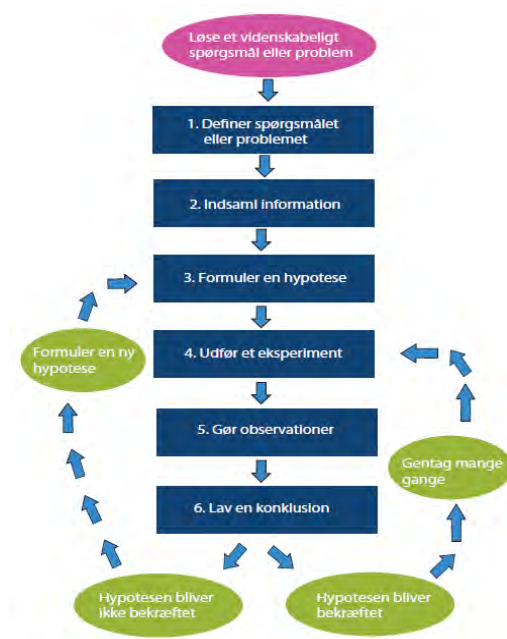 Løse et videnskabeligt
spørgsmål eller problem
1. Definer spørgsmålet
eller problemet
2. Indsaml information
3. Formuler en hypotese
Formuler en ny
hypotese
4. Udfør et eksperiment
5. Gør observationer
Gentag mange
gange
6. Lav en konklusion
Hypotesen bliver
ikke bekræftet
Hypotesen bliver
bekræftet